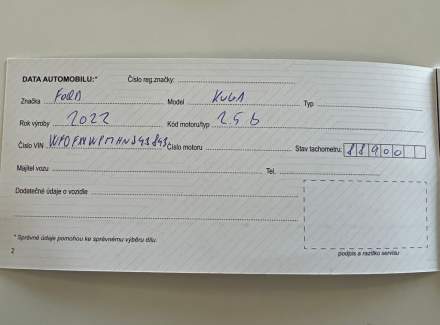 DATA AUTOMOBILU:* Číslo reg.značky:
Značka FORD Model KUGA Typ
Rok výroby 2022 Kód motoru/typ
Číslo VIN Číslo motoru Stav tachometru: 88900
Majitel vozu Tel.
Dodatečné údaje o vozidle
* Správné údaje pomohou ke správnému výběru dílu.
2 podpis a razítko servisu